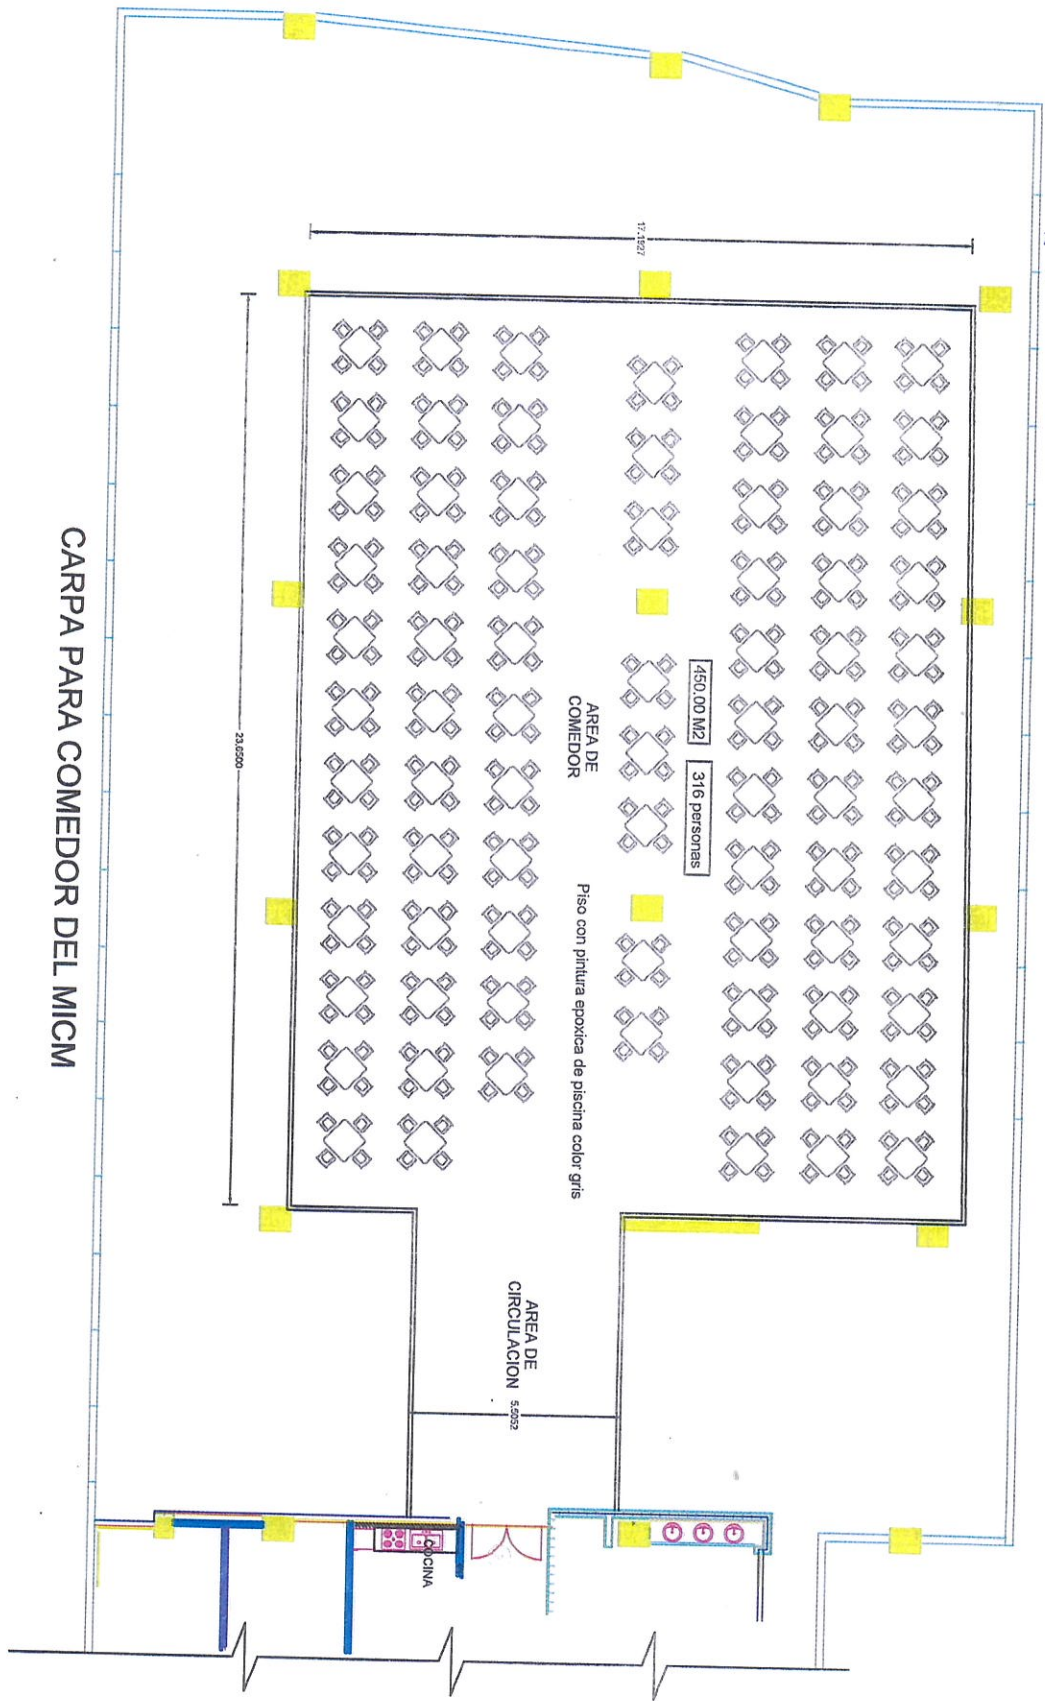 CARPA PARA COMEDOR DEL MICM
17.1927
23.6500
450.00 M2
316 personas
AREA DE
COMEDOR
Piso con pintura epoxica de piscina color gris
AREA DE
CIRCULACION
5.5052
COCINA